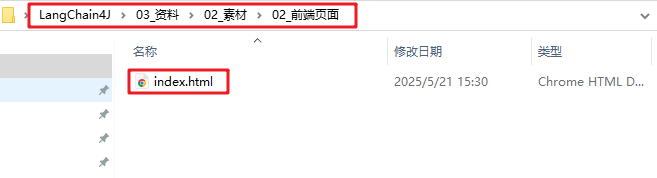 LangChain4J > 03_资料 > 02_素材 > 02_前端页面
名称 修改日期 类型
index.html 2025/5/21 15:30 Chrome HTML D...